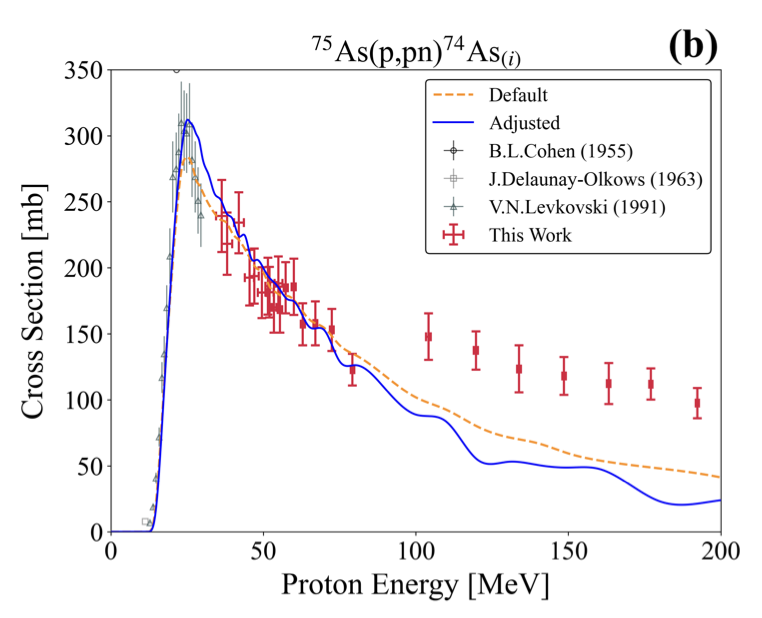 (b)
⁷⁵As(p,pn)⁷⁴As₍ᵢ₎
350
300
250
200
150
100
50
0
Cross Section [mb]
Default
Adjusted
B.L.Cohen (1955)
J.Delaunay-Olkows (1963)
V.N.Levkovski (1991)
This Work
0 50 100 150 200
Proton Energy [MeV]